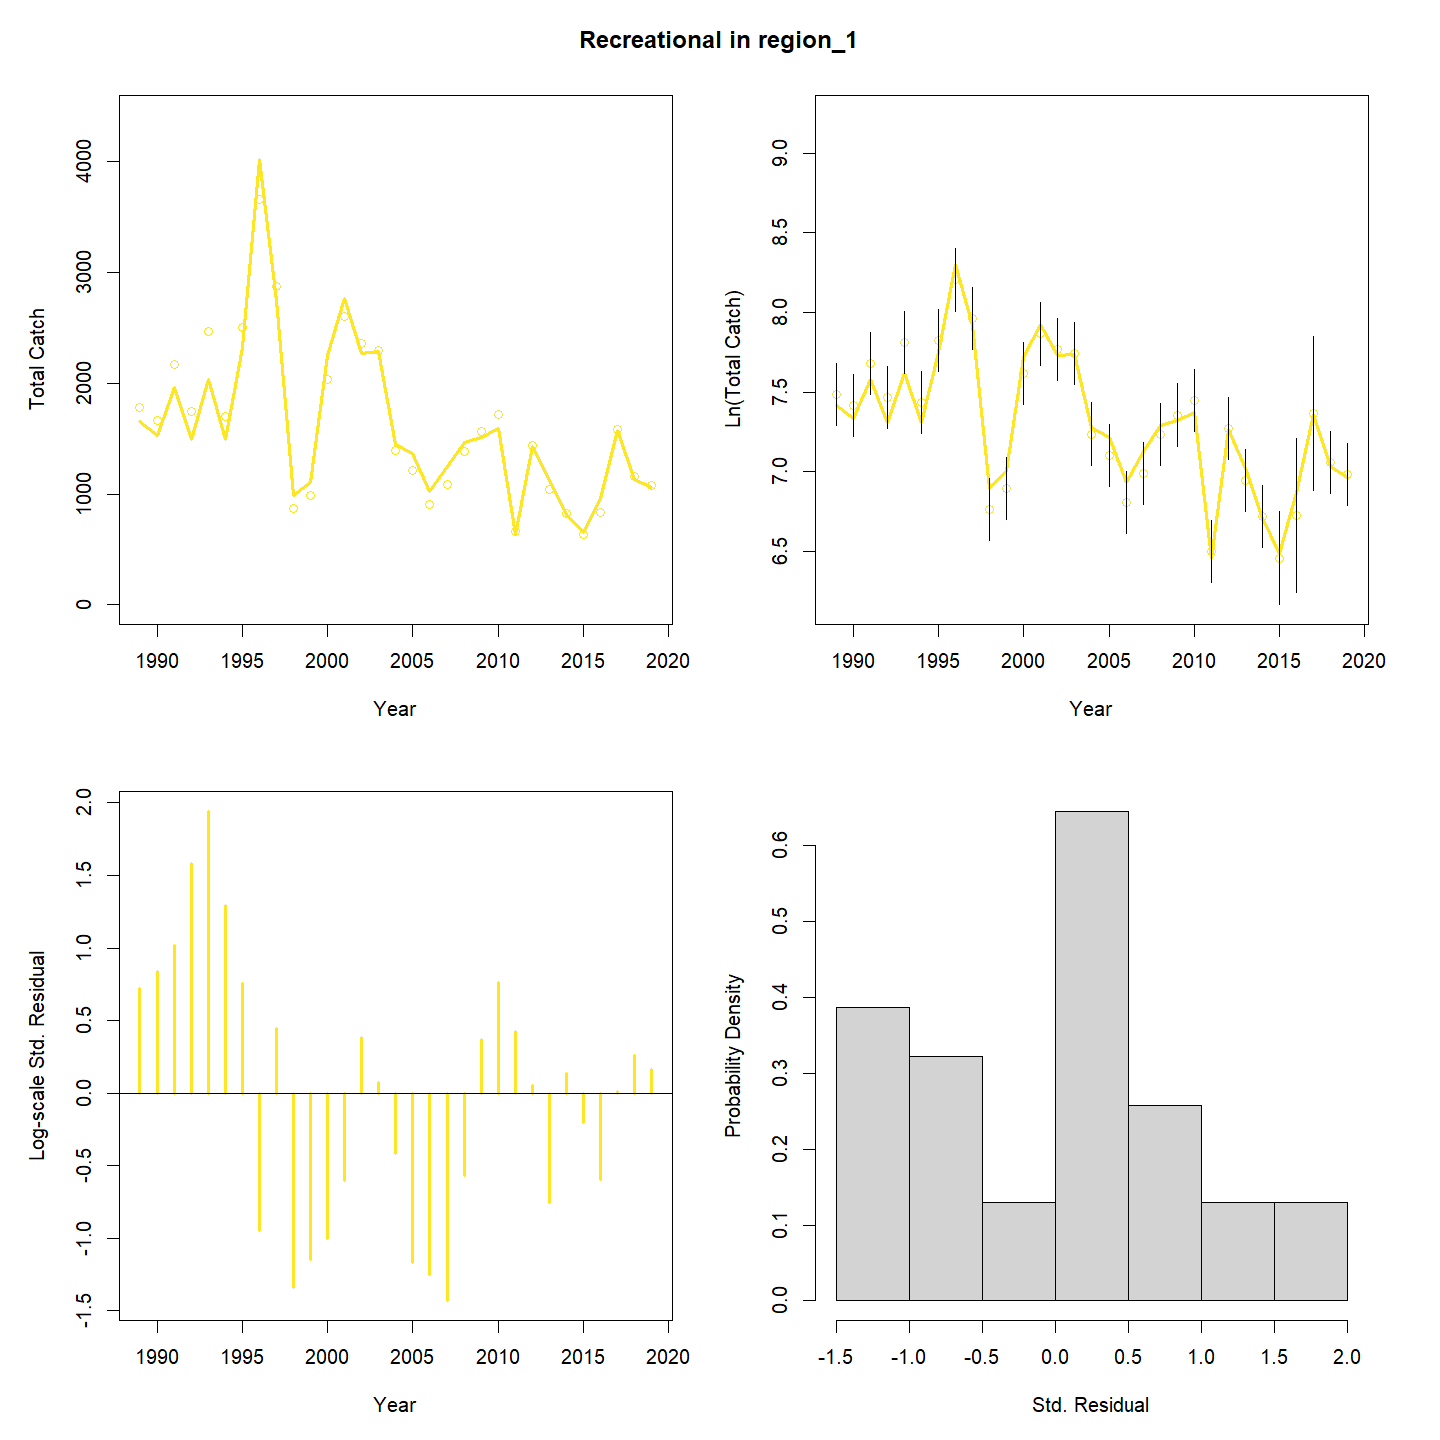 Recreational in region_1
Total Catch
0 1000 2000 3000 4000
1990 1995 2000 2005 2010 2015 2020
Year
Ln(Total Catch)
6.5 7.0 7.5 8.0 8.5 9.0
1990 1995 2000 2005 2010 2015 2020
Year
Log-scale Std. Residual
-1.5 -1.0 -0.5 0.0 0.5 1.0 1.5 2.0
1990 1995 2000 2005 2010 2015 2020
Year
Probability Density
0.0 0.1 0.2 0.3 0.4 0.5 0.6
-1.5 -1.0 -0.5 0.0 0.5 1.0 1.5 2.0
Std. Residual